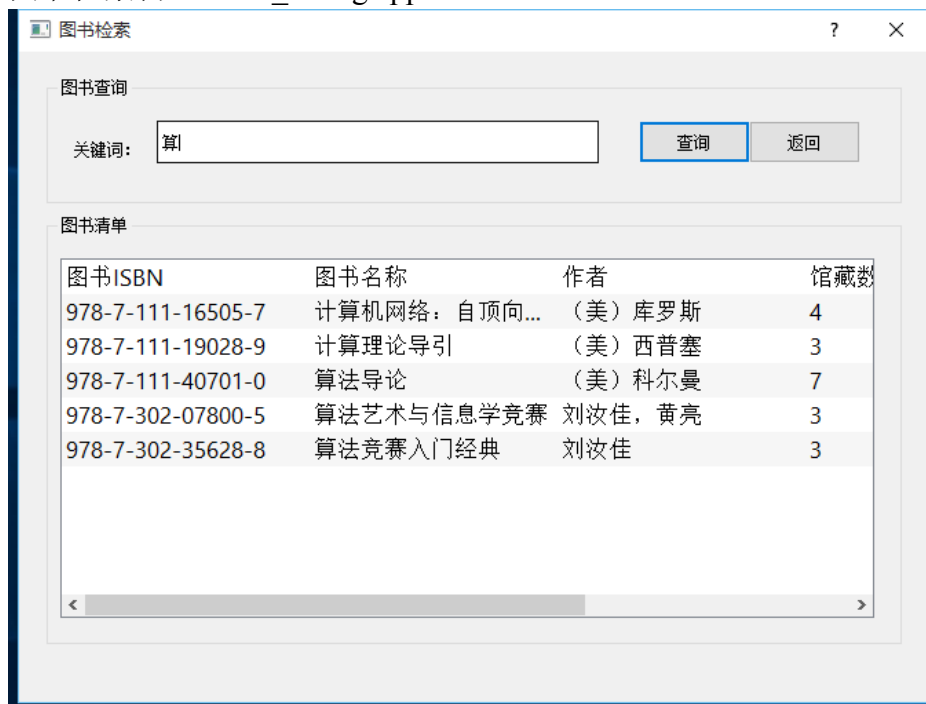 图书检索
图书查询
关键词: 算 查询 返回
图书清单
图书ISBN 图书名称 作者 馆藏数
978-7-111-16505-7 计算机网络：自顶向... （美）库罗斯 4
978-7-111-19028-9 计算理论导引 （美）西普塞 3
978-7-111-40701-0 算法导论 （美）科尔曼 7
978-7-302-07800-5 算法艺术与信息学竞赛 刘汝佳，黄亮 3
978-7-302-35628-8 算法竞赛入门经典 刘汝佳 3